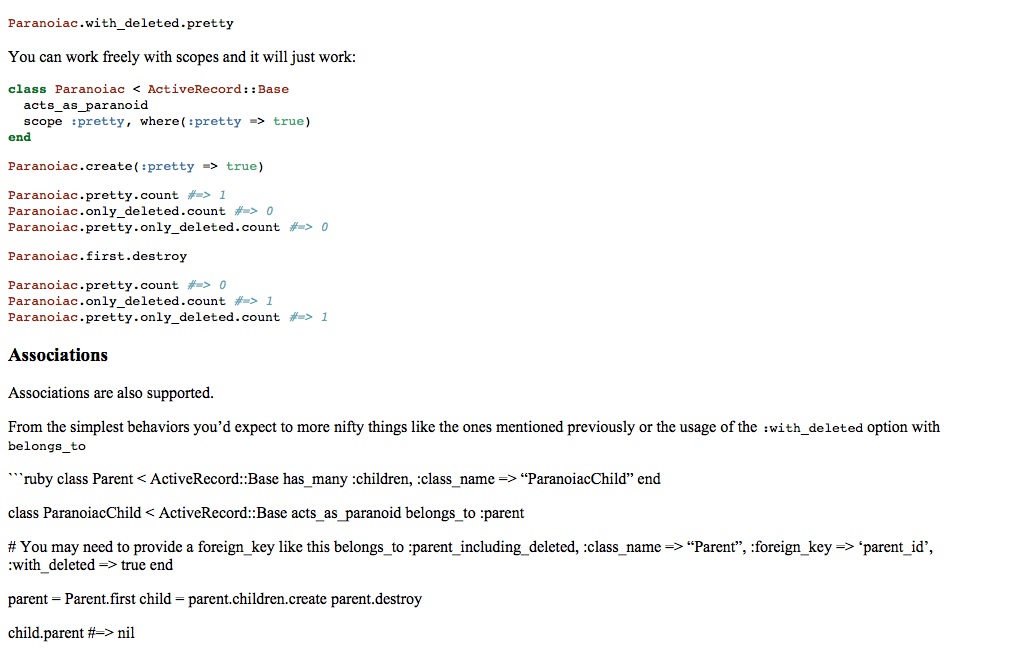 Paranoiac.with_deleted.pretty
You can work freely with scopes and it will just work:
class Paranoiac < ActiveRecord::Base
  acts_as_paranoid
  scope :pretty, where(:pretty => true)
end
Paranoiac.create(:pretty => true)
Paranoiac.pretty.count #=> 1
Paranoiac.only_deleted.count #=> 0
Paranoiac.pretty.only_deleted.count #=> 0
Paranoiac.first.destroy
Paranoiac.pretty.count #=> 0
Paranoiac.only_deleted.count #=> 1
Paranoiac.pretty.only_deleted.count #=> 1
Associations
Associations are also supported.
From the simplest behaviors you’d expect to more nifty things like the ones mentioned previously or the usage of the :with_deleted option with
belongs_to
```ruby class Parent < ActiveRecord::Base has_many :children, :class_name => “ParanoiacChild” end
class ParanoiacChild < ActiveRecord::Base acts_as_paranoid belongs_to :parent
# You may need to provide a foreign_key like this belongs_to :parent_including_deleted, :class_name => “Parent”, :foreign_key => ‘parent_id’,
:with_deleted => true end
parent = Parent.first child = parent.children.create parent.destroy
child.parent #=> nil